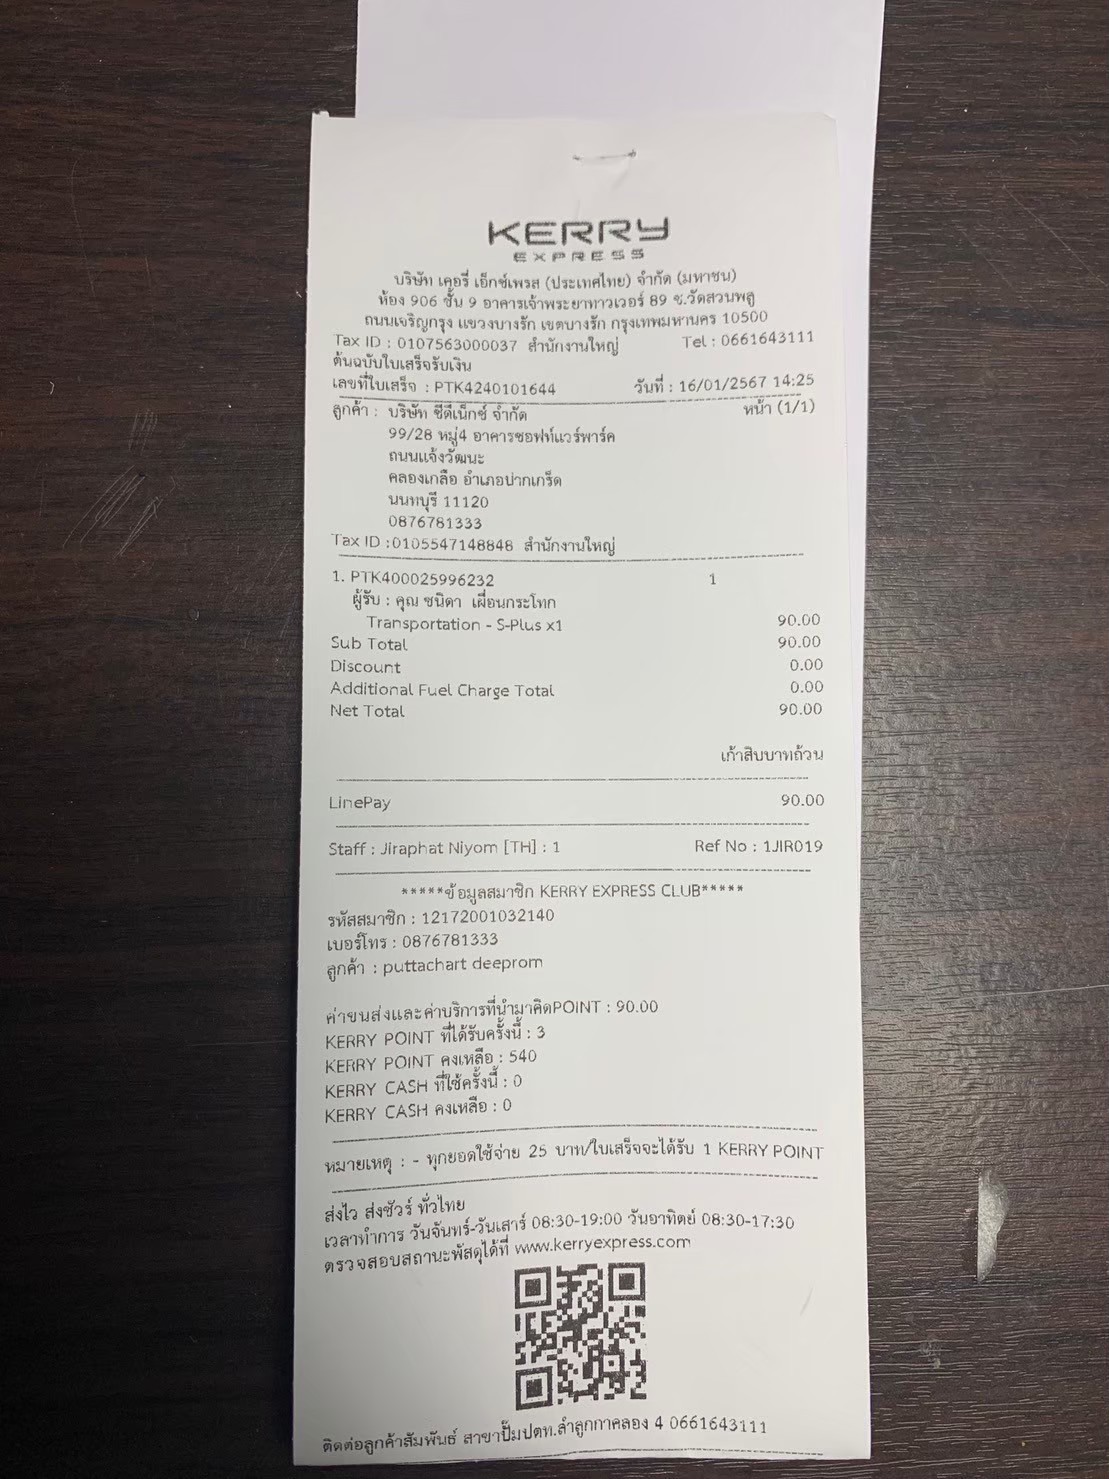 KERRY
EXPRESS
บริษัท เคอรี่ เอ็กซ์เพรส (ประเทศไทย) จำกัด (มหาชน)
ห้อง 906 ชั้น 9 อาคารเจ้าพระยาทาวเวอร์ 89 ซ.วัดสวนพลู
ถนนเจริญกรุง แขวงบางรัก เขตบางรัก กรุงเทพมหานคร 10500
Tax ID : 0107563000037 สำนักงานใหญ่ Tel : 0661643111
ต้นฉบับใบเสร็จรับเงิน
เลขที่ใบเสร็จ : PTK4240101644 วันที่ : 16/01/2567 14:25
ลูกค้า : บริษัท ซีดีเน็กซ์ จำกัด หน้า (1/1)
99/28 หมู่4 อาคารซอฟท์แวร์พาร์ค
ถนนแจ้งวัฒนะ
คลองเกลือ อำเภอปากเกร็ด
นนทบุรี 11120
0876781333
Tax ID :0105547148848 สำนักงานใหญ่
1. PTK400025996232 1
ผู้รับ : คุณ ชนิดา เผื่อนกระโทก
Transportation - S-Plus x1 90.00
Sub Total 90.00
Discount 0.00
Additional Fuel Charge Total 0.00
Net Total 90.00
เก้าสิบบาทถ้วน
LinePay 90.00
Staff : Jiraphat Niyom [TH] : 1 Ref No : 1JIR019
*****ข้อมูลสมาชิก KERRY EXPRESS CLUB*****
รหัสสมาชิก : 12172001032140
เบอร์โทร : 0876781333
ลูกค้า : puttachart deeprom
ค่าขนส่งและค่าบริการที่นำมาคิดPOINT : 90.00
KERRY POINT ที่ได้รับครั้งนี้ : 3
KERRY POINT คงเหลือ : 540
KERRY CASH ที่ใช้ครั้งนี้ : 0
KERRY CASH คงเหลือ : 0
หมายเหตุ : - ทุกยอดใช้จ่าย 25 บาท/ใบเสร็จจะได้รับ 1 KERRY POINT
ส่งไว ส่งชัวร์ ทั่วไทย
เวลาทำการ วันจันทร์-วันเสาร์ 08:30-19:00 วันอาทิตย์ 08:30-17:30
ตรวจสอบสถานะพัสดุได้ที่ www.kerryexpress.com
ติดต่อลูกค้าสัมพันธ์ สาขาปั๊มปตท.ลำลูกกาคลอง 4 0661643111